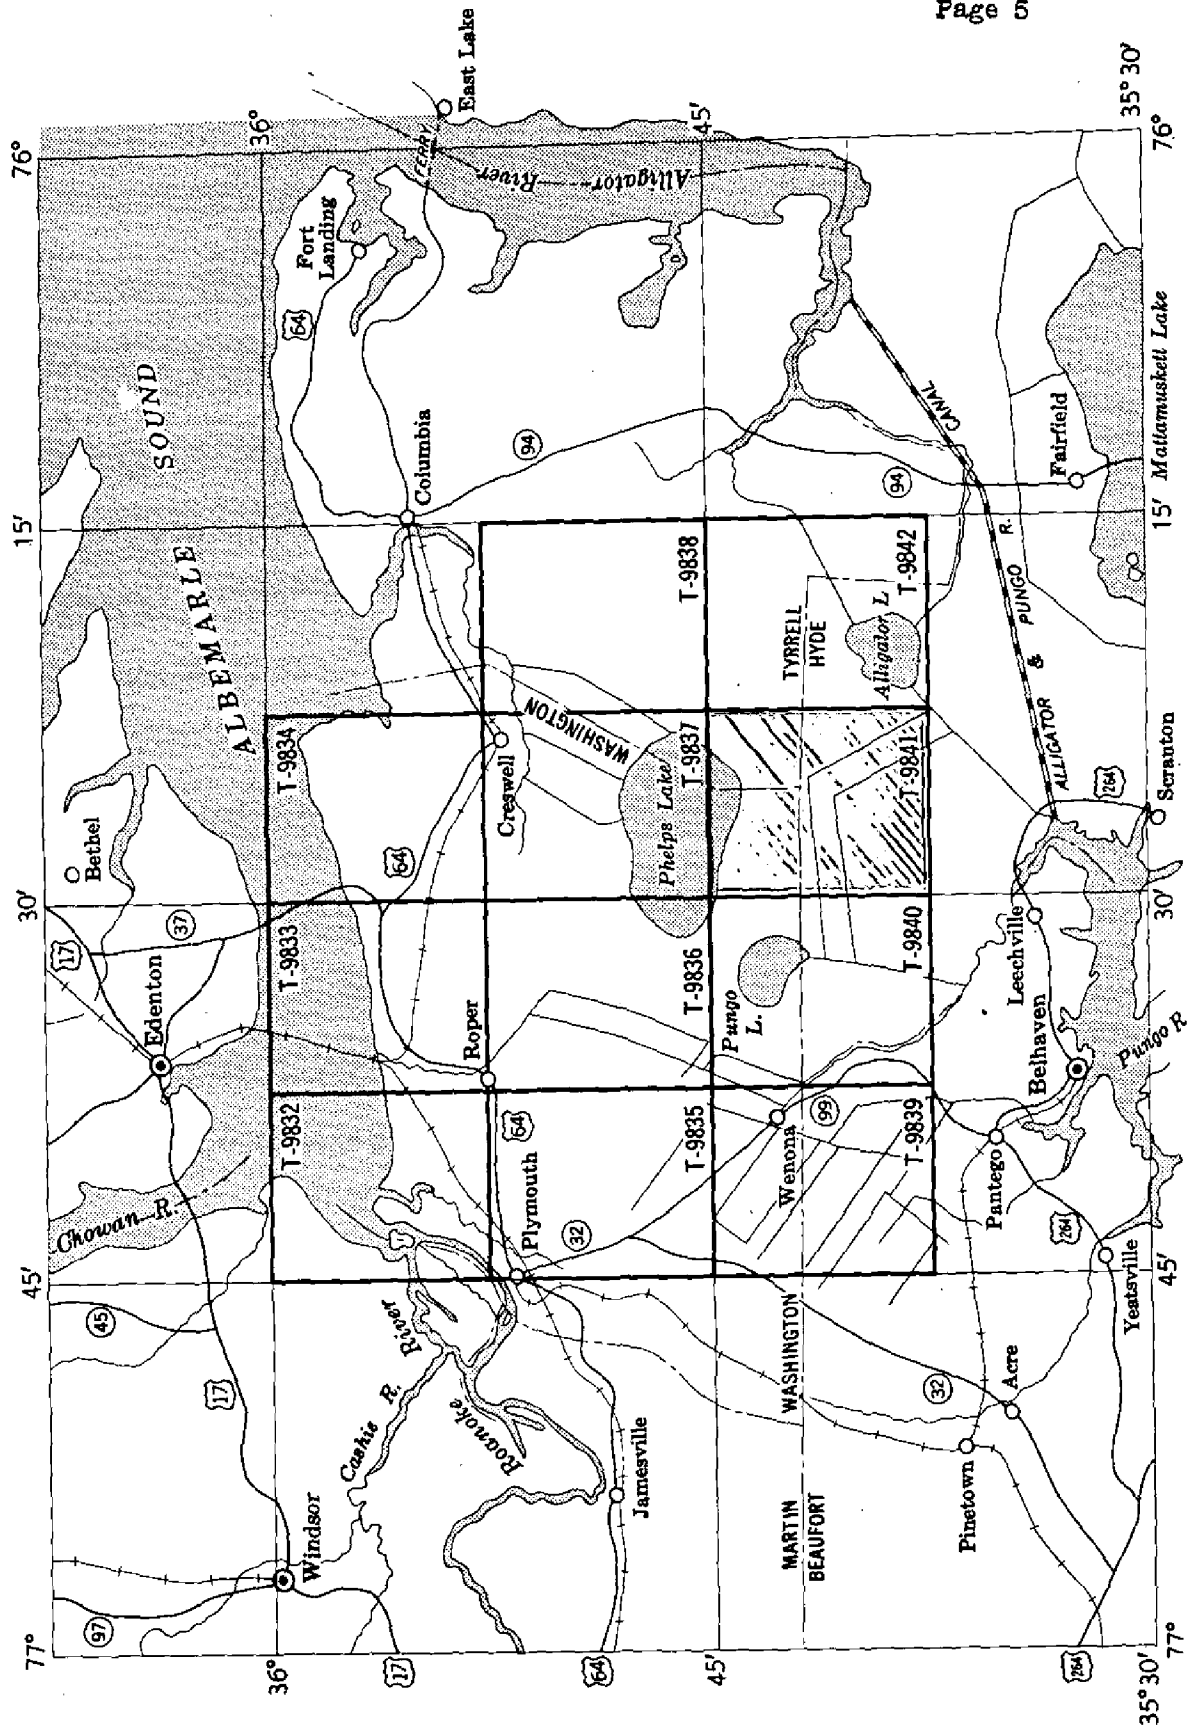 Page 5
77°
45'
30'
15'
76°
97
17
45
17
37
Bethel
Edenton
Chowan R.
ALBEMARLE
SOUND
36°
36°
Windsor
Cashie R.
Roanoke
River
T-9832
T-9833
T-9834
64
Fort
Landing
FERRY
East Lake
Columbia
17
64
64
Creswell
Roper
Plymouth
64
Jamesville
32
WASHINGTON
94
Alligator River
Phelps Lake
T-9835
T-9836
T-9837
T-9838
45'
45'
Pungo
L.
Wenona
99
MARTIN
BEAUFORT
WASHINGTON
TYRRELL
HYDE
Alligator L
T-9839
T-9840
T-9841
T-9842
94
CANAL
ALLIGATOR & PUNGO R.
32
Pinetown
Acre
Pantego
Belhaven
Leechville
Fairfield
264
264
264
Yeatsville
Pungo R
Scranton
Mattamuskett Lake
35° 30'
35° 30'
77°
45'
30'
15'
76°